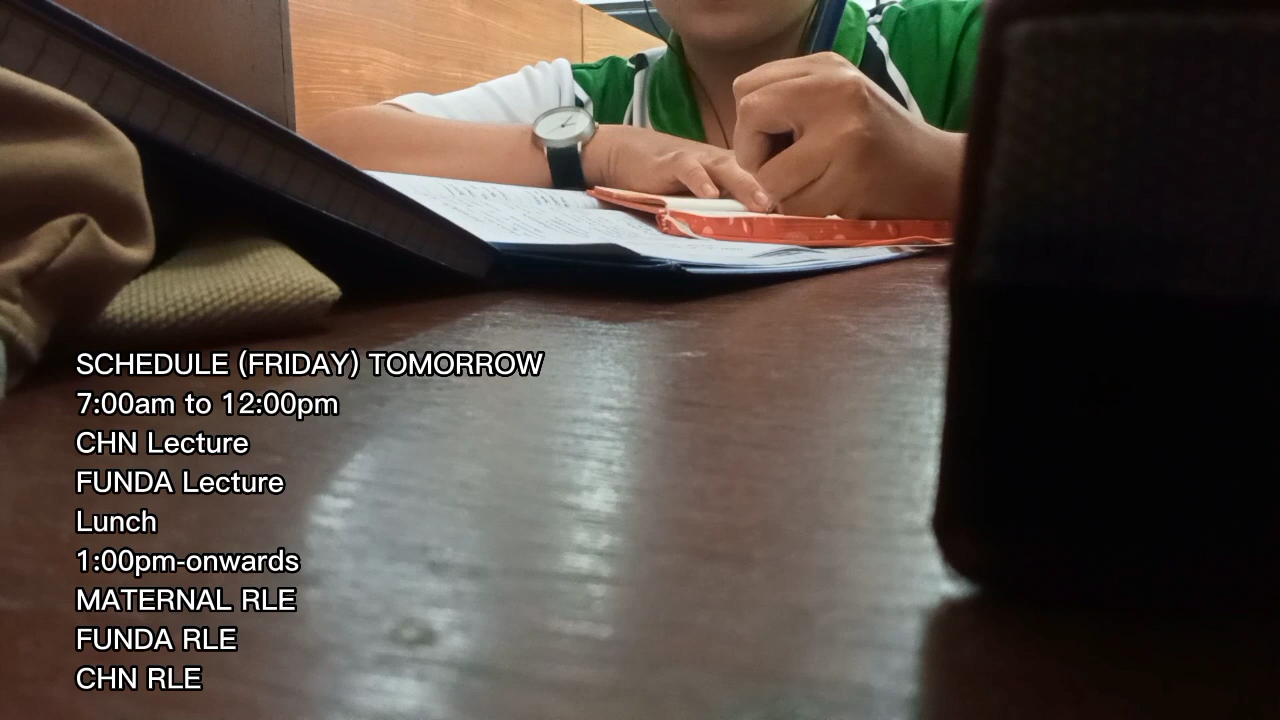 SCHEDULE (FRIDAY) TOMORROW
7:00am to 12:00pm
CHN Lecture
FUNDA Lecture
Lunch
1:00pm-onwards
MATERNAL RLE
FUNDA RLE
CHN RLE